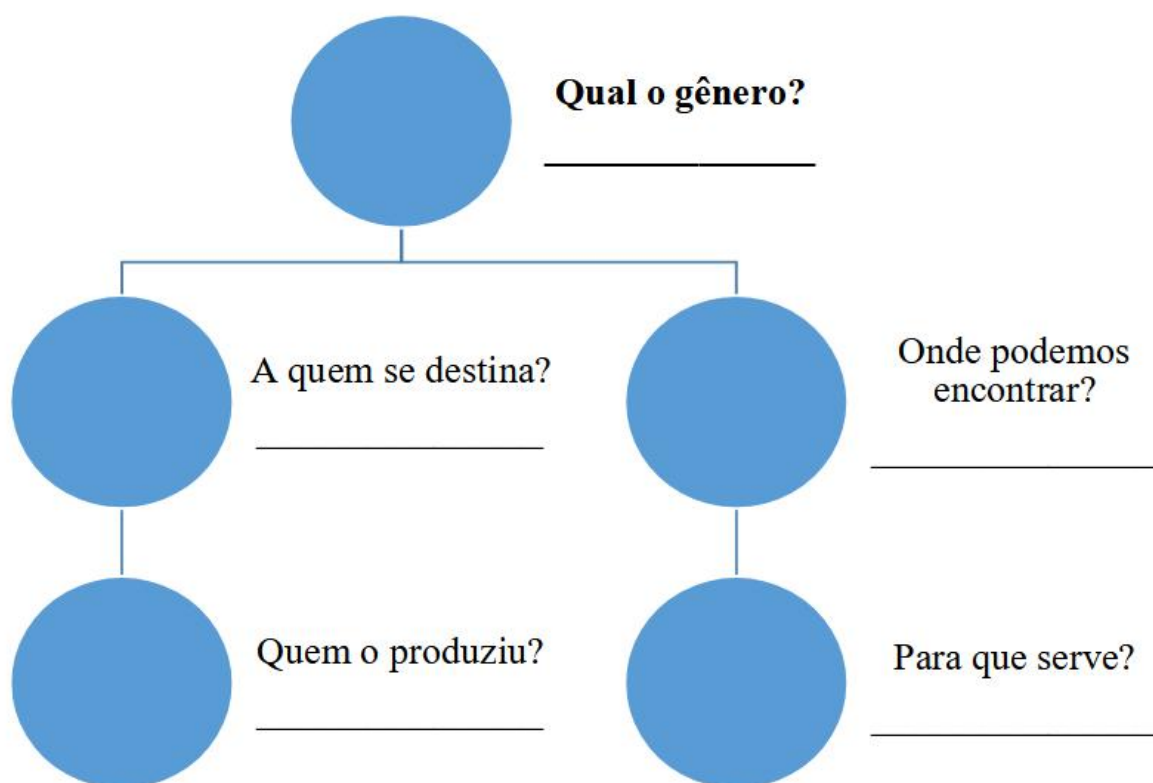 Qual o gênero?
A quem se destina?
Onde podemos
encontrar?
Quem o produziu?
Para que serve?